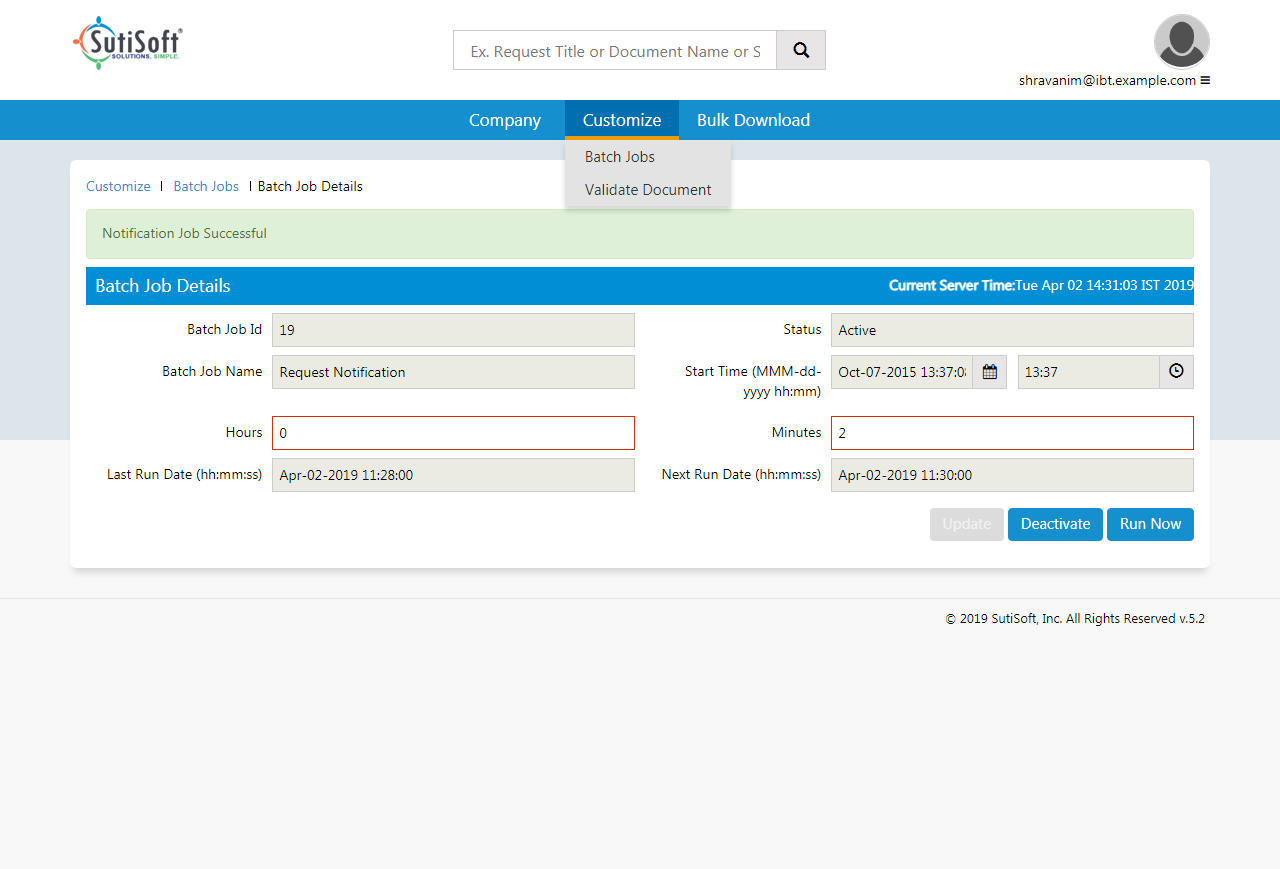 SutiSoft®
SOLUTIONS. SIMPLE.
Ex. Request Title or Document Name or S
shravanim@ibt.example.com
Company Customize Bulk Download
Batch Jobs
Validate Document
Customize I Batch Jobs I Batch Job Details
Notification Job Successful
Batch Job Details Current Server Time:Tue Apr 02 14:31:03 IST 2019
Batch Job Id 19 Status Active
Batch Job Name Request Notification Start Time (MMM-dd-
yyyy hh:mm) Oct-07-2015 13:37:08 13:37
Hours 0 Minutes 2
Last Run Date (hh:mm:ss) Apr-02-2019 11:28:00 Next Run Date (hh:mm:ss) Apr-02-2019 11:30:00
Update Deactivate Run Now
© 2019 SutiSoft, Inc. All Rights Reserved v.5.2